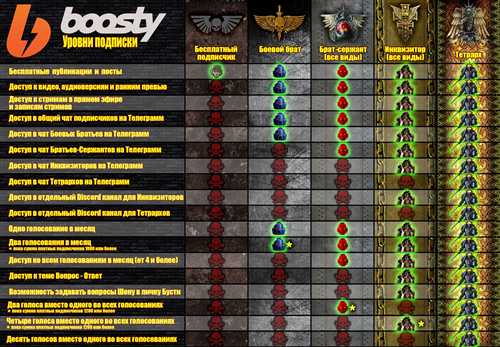 boosty
Уровни подписки
Бесплатный
подписчик
Боевой брат
Брат-сержант
(все виды)
Инквизитор
(все виды)
Тетрарх
Бесплатные публикации и посты
Доступ к видео, аудиоверсиям и ранним превью
Доступ к стримам в прямом эфире
и записям стримов
Доступ в общий чат подписчиков на Телеграмм
Доступ в чат Боевых Братьев на Телеграмм
Доступ в чат Братьев-Сержантов на Телеграмм
Доступ в чат Инквизиторов на Телеграмм
Доступ в чат Тетрархов на Телеграмм
Доступ в отдельный Discord канал для Инквизиторов
Доступ в отдельный Discord канал для Тетрархов
Одно голосование в месяц
Два голосования в месяц
Доступ ко всем голосованиям в месяц (от 4 и более)
Доступ к теме Вопрос - Ответ
Возможность задавать вопросы Шону в личку Бусти
Два голоса вместо одного во всех голосованиях
Четыре голоса вместо одного во всех голосованиях
Десять голосов вместо одного во всех голосованиях